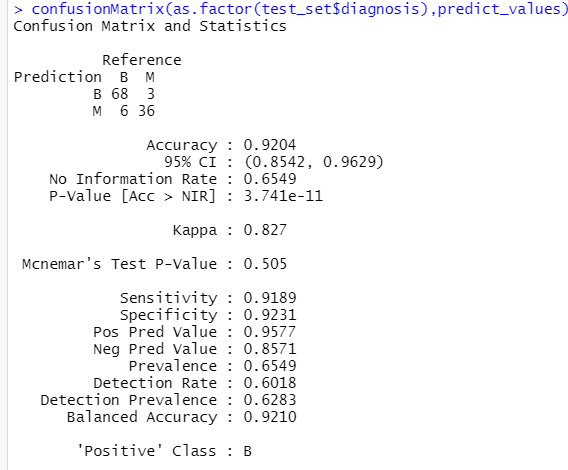 > confusionMatrix(as.factor(test_set$diagnosis),predict_values)
Confusion Matrix and Statistics
Reference
Prediction B M
B 68 3
M 6 36
Accuracy : 0.9204
95% CI : (0.8542, 0.9629)
No Information Rate : 0.6549
P-Value [Acc > NIR] : 3.741e-11
Kappa : 0.827
Mcnemar's Test P-Value : 0.505
Sensitivity : 0.9189
Specificity : 0.9231
Pos Pred Value : 0.9577
Neg Pred Value : 0.8571
Prevalence : 0.6549
Detection Rate : 0.6018
Detection Prevalence : 0.6283
Balanced Accuracy : 0.9210
'Positive' Class : B